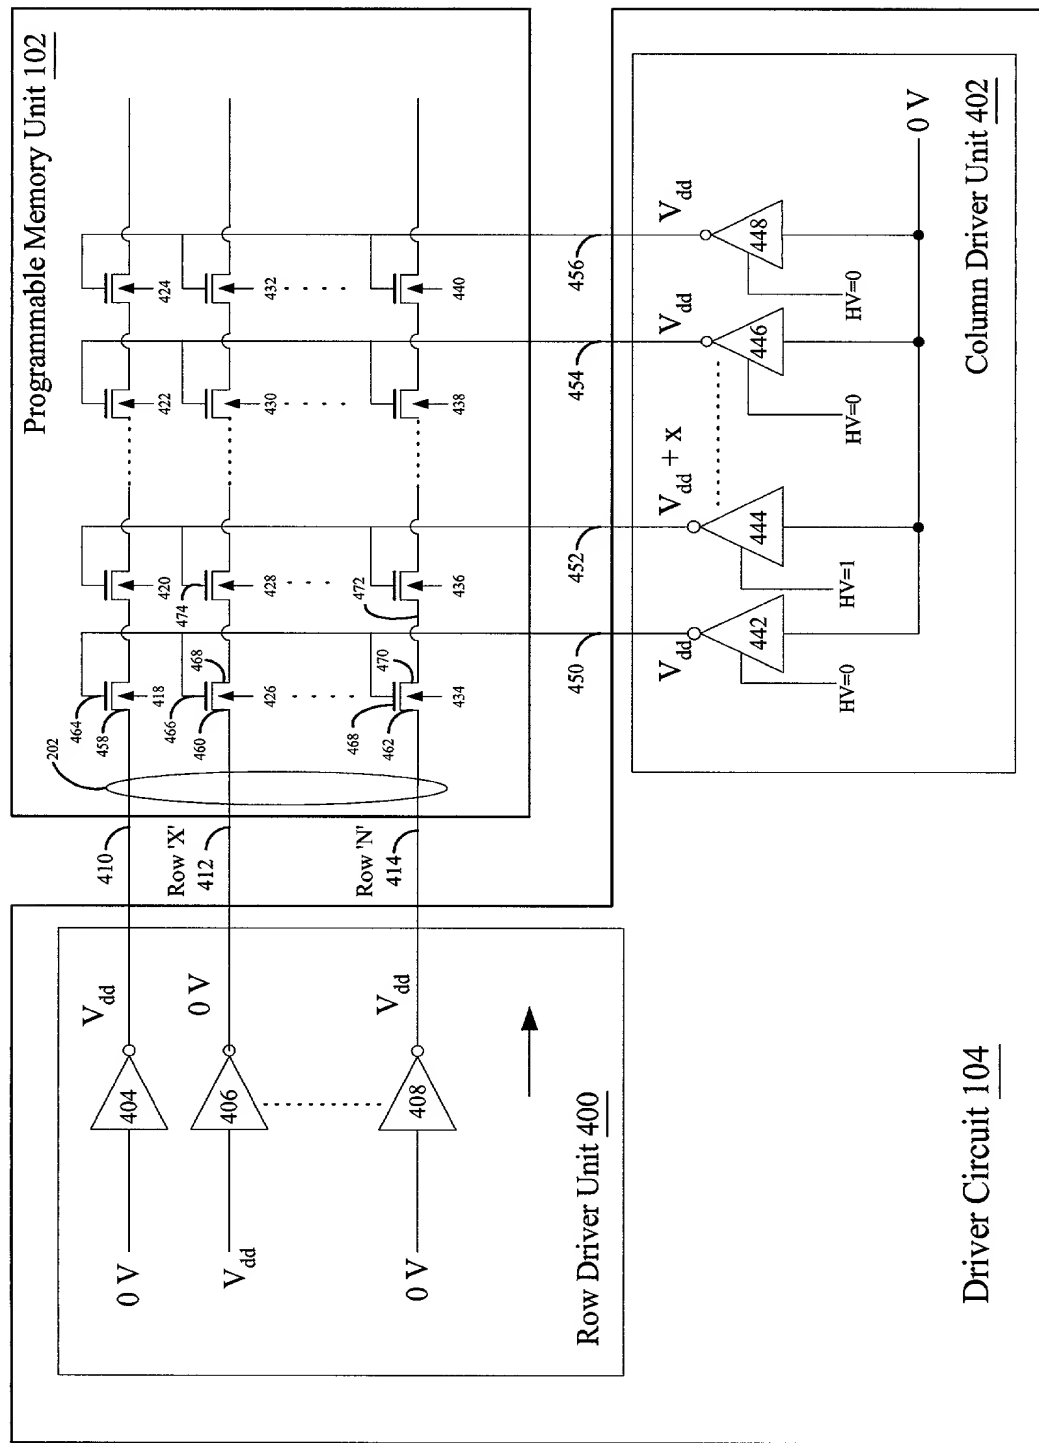 Programmable Memory Unit 102
464
458
418
420
422
424
466
460
468
426
474
428
430
432
468
462
470
434
472
436
438
440
202
410
Row 'X'
412
Row 'N'
414
450
452
454
456
0 V
404
V_dd
V_dd
406
0 V
0 V
408
V_dd
Row Driver Unit 400
V_dd
V_dd + x
V_dd
V_dd
442
444
446
448
HV=0
HV=1
HV=0
HV=0
0 V
Column Driver Unit 402
Driver Circuit 104